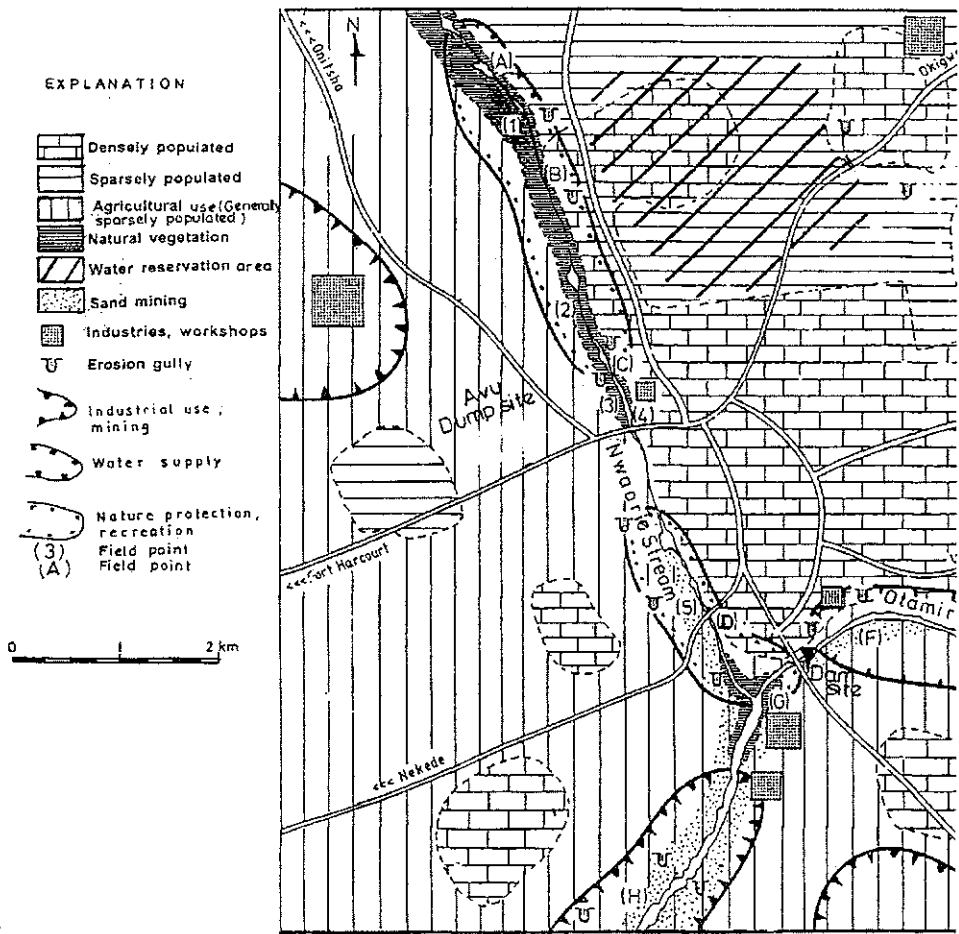 EXPLANATION
Densely populated
Sparsely populated
Agricultural use (Generally
sparsely populated)
Natural vegetation
Water reservation area
Sand mining
Industries, workshops
Erosion gully
Industrial use,
mining
Water supply
Nature protection,
recreation
(3) Field point
(A) Field point
0 1 2 km
N
<<<Onitsha
(A)
Okigw
(1)
(B)
(2)
(C)
Avu
Dump site
(3)
(4)
Nwaorie Stream
<<<Port Harcourt
(5)
(D)
Otamir
(F)
Dam
site
(G)
<<< Nekede
(H)